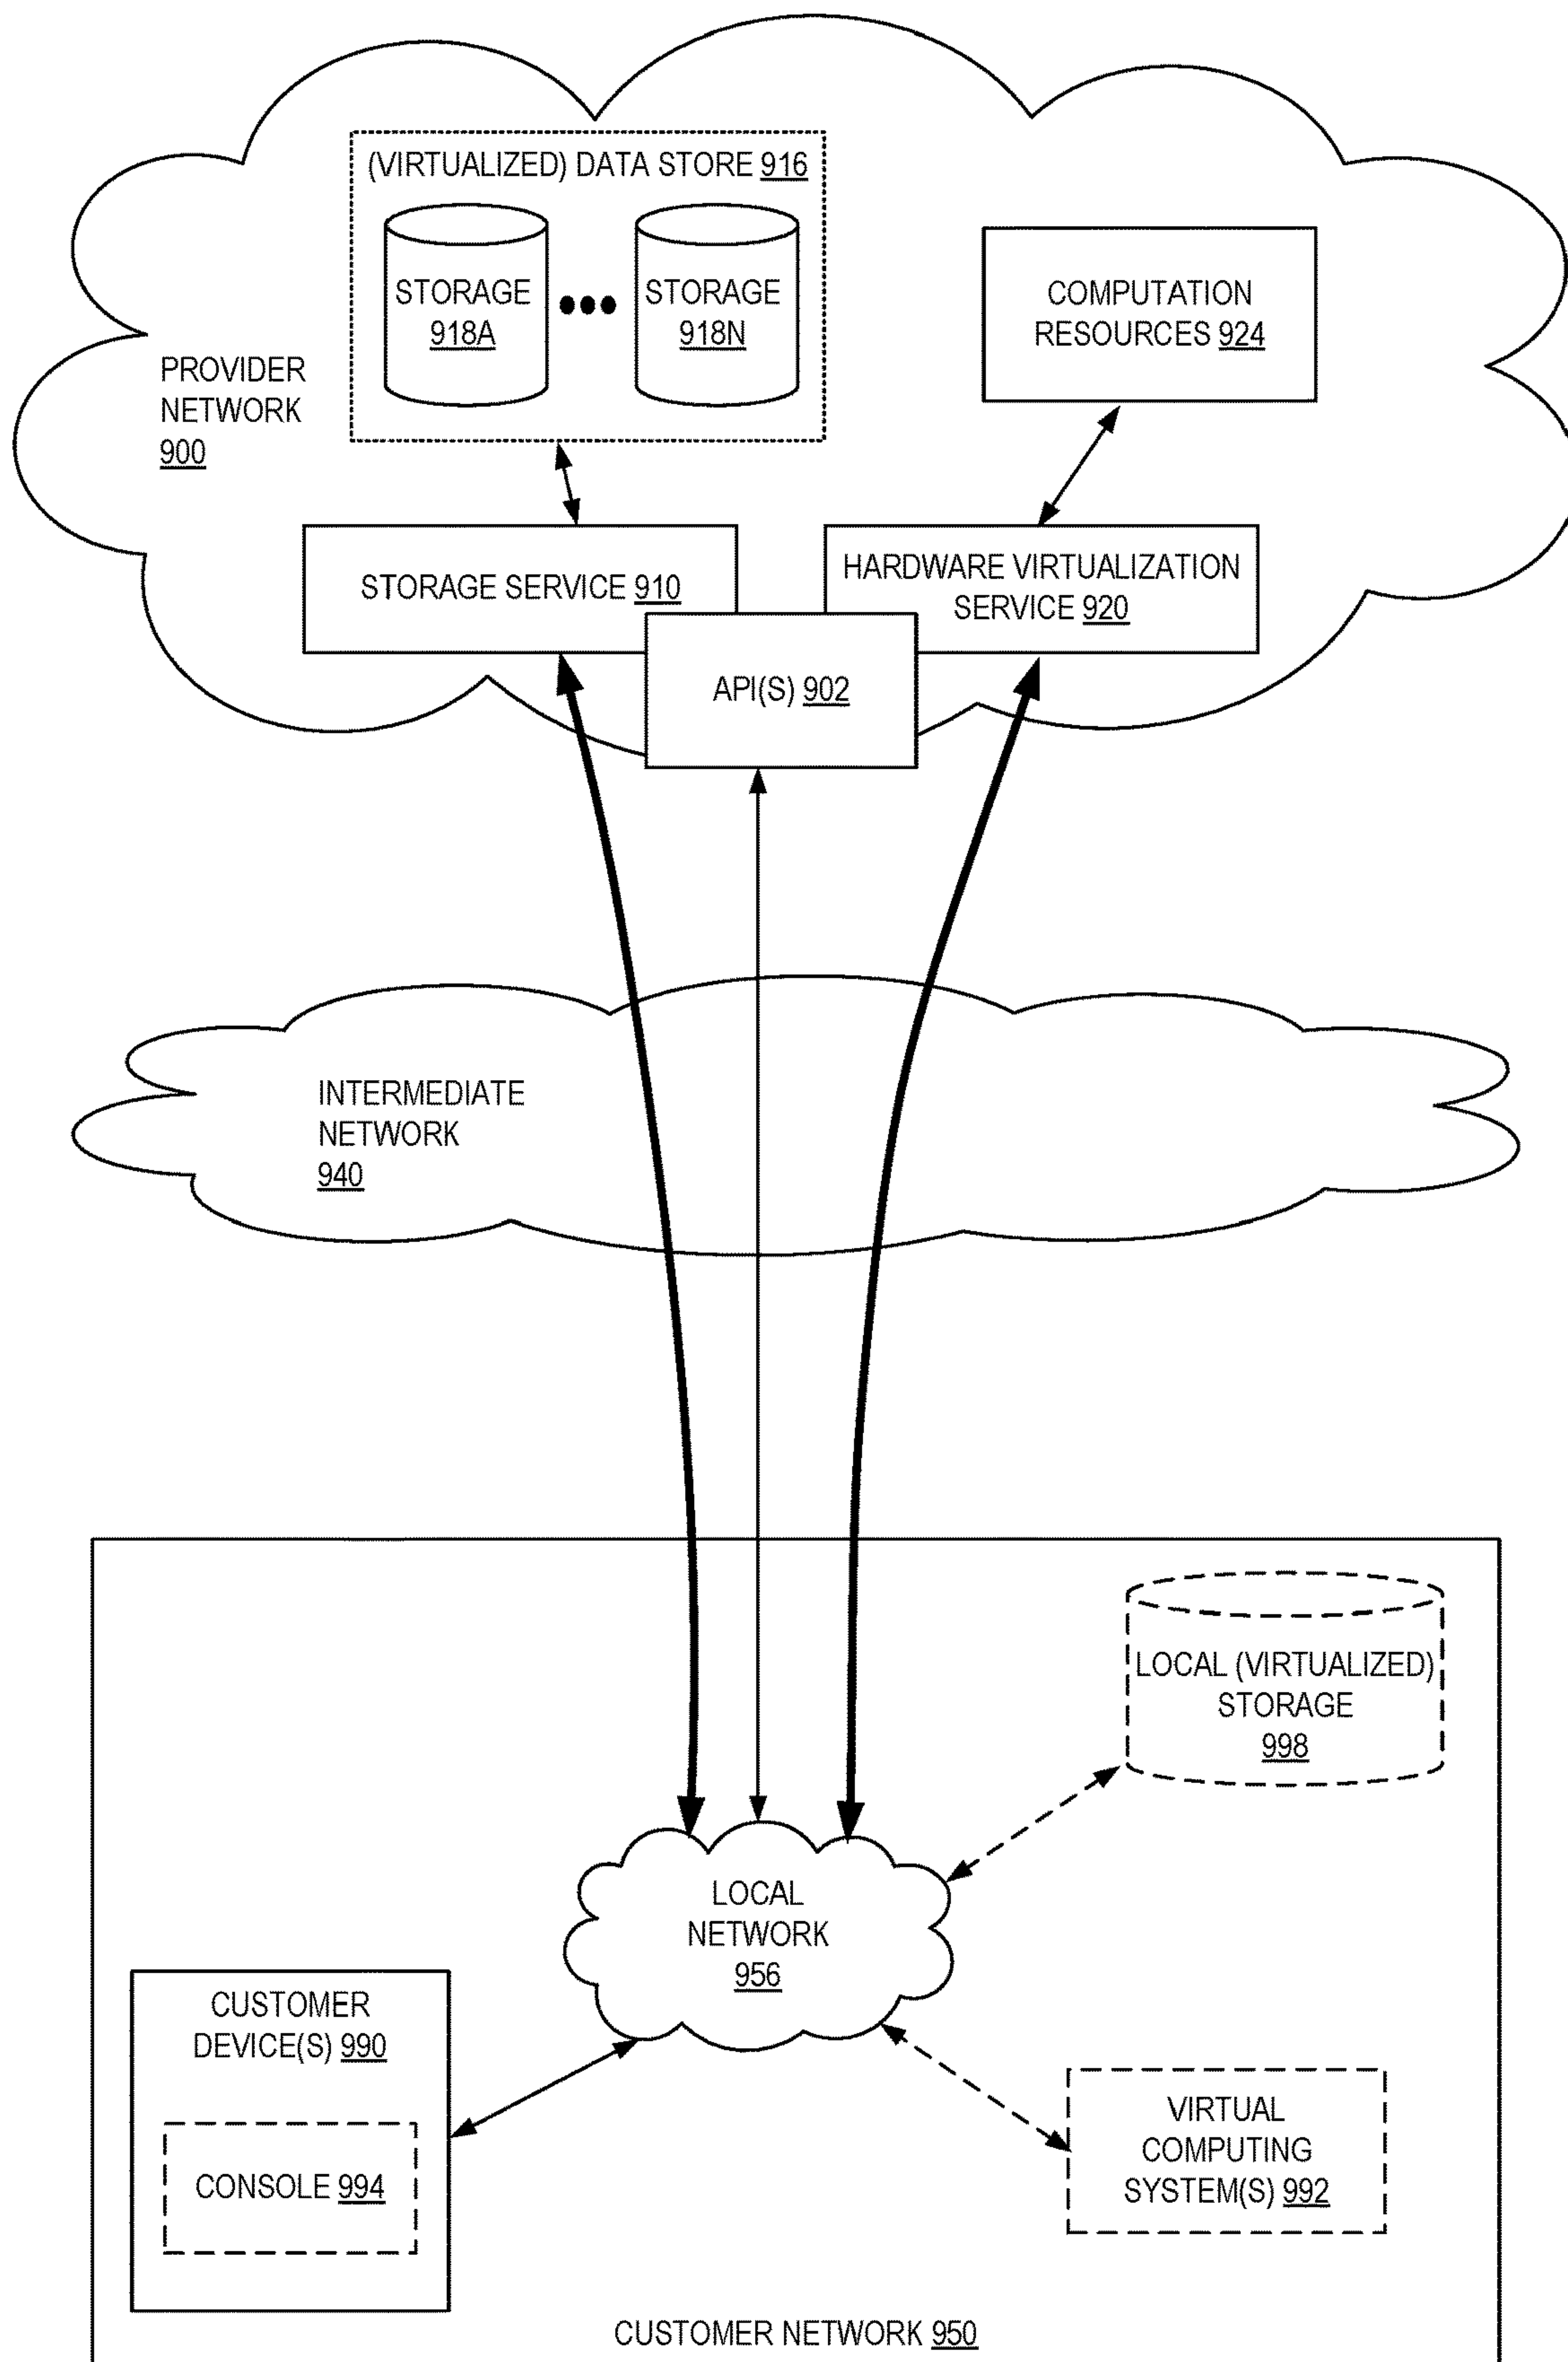 (VIRTUALIZED) DATA STORE 916
STORAGE
918A
STORAGE
918N
COMPUTATION
RESOURCES 924
PROVIDER
NETWORK
900
STORAGE SERVICE 910
HARDWARE VIRTUALIZATION
SERVICE 920
API(S) 902
INTERMEDIATE
NETWORK
940
LOCAL (VIRTUALIZED)
STORAGE
998
LOCAL
NETWORK
956
CUSTOMER
DEVICE(S) 990
CONSOLE 994
VIRTUAL
COMPUTING
SYSTEM(S) 992
CUSTOMER NETWORK 950